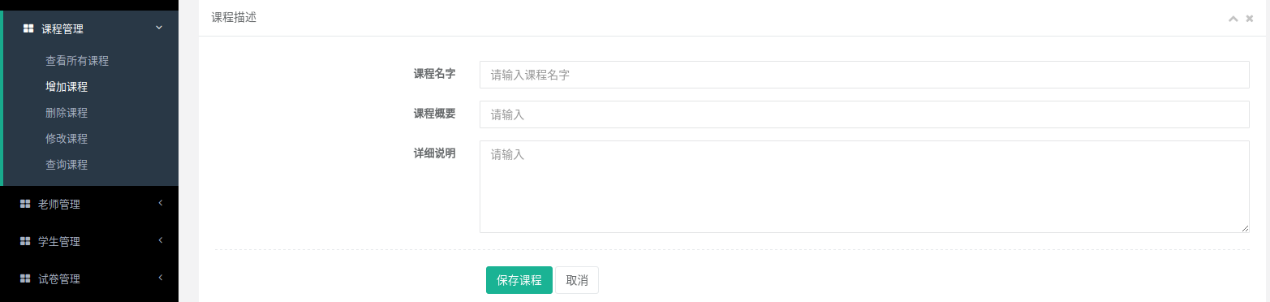 课程管理
查看所有课程
增加课程
删除课程
修改课程
查询课程
老师管理
学生管理
试卷管理
课程描述
课程名字
请输入课程名字
课程概要
请输入
详细说明
请输入
保存课程
取消